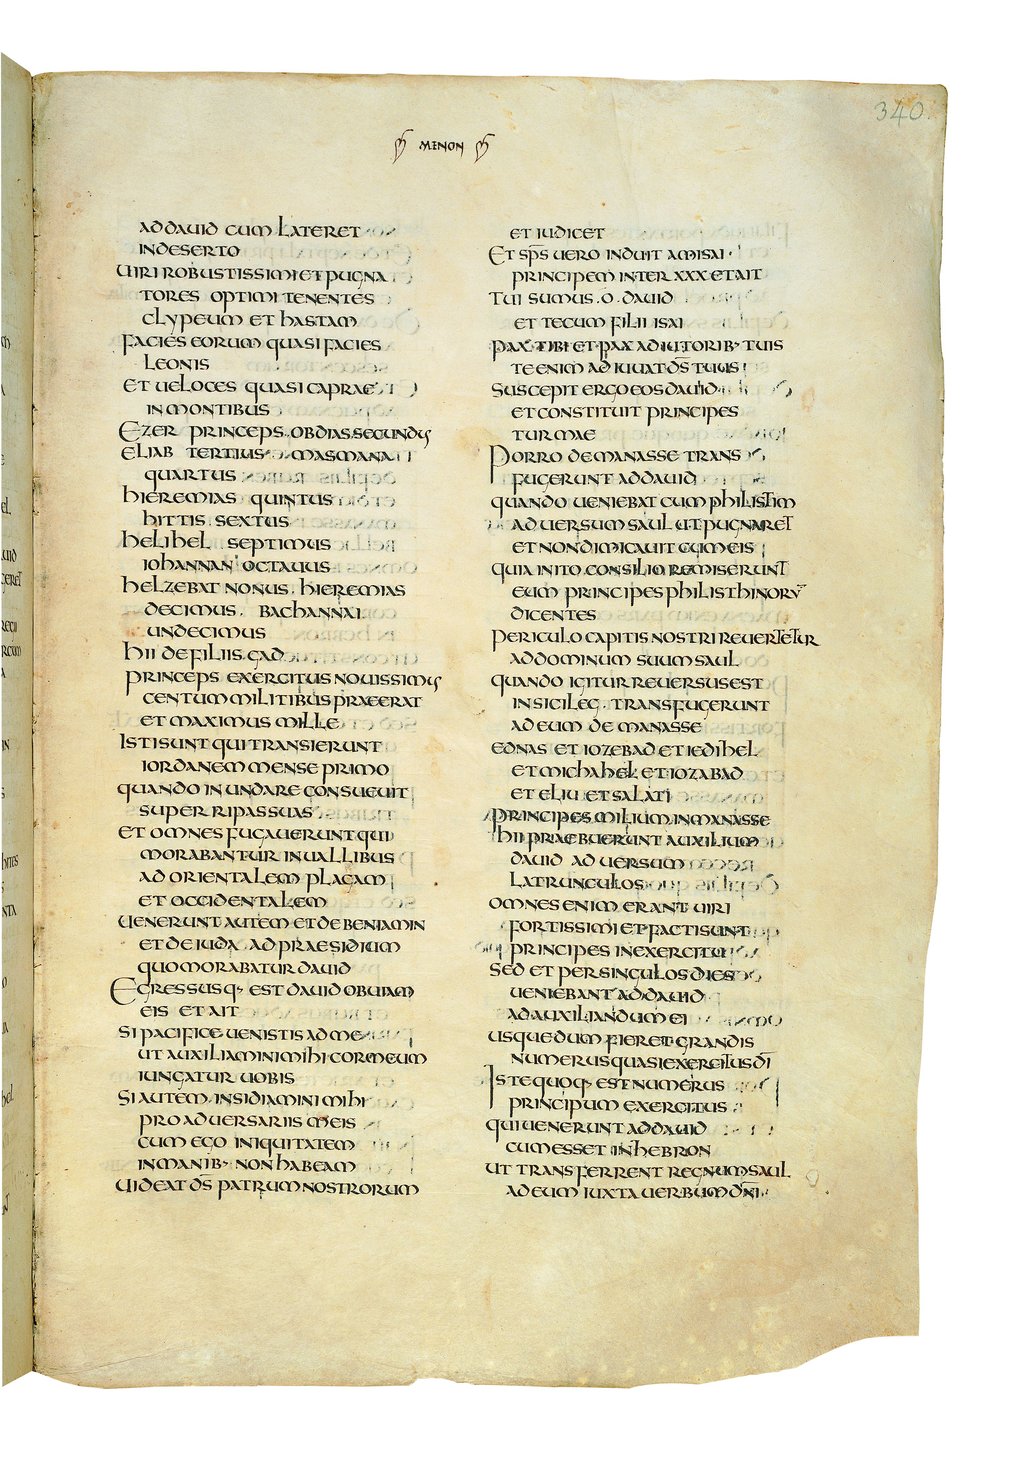 340
MENON
AD DAUID CUM LATERET
IN DESERTO
UIRI ROBUSTISSIMI ET PUGNA
TORES OPTIMI TENENTES
CLYPEUM ET HASTAM
FACIES EORUM QUASI FACIES
LEONIS
ET UELOCES QUASI CAPRAE
IN MONTIBUS
EZER PRINCEPS OBDIAS SECUNDUS
ELIAB TERTIUS MASMANA
QUARTUS
HIEREMIAS QUINTUS
HITTIS SEXTUS
HELIHEL SEPTIMUS
IOHANNAN OCTAUUS
HELZEBAT NONUS HIEREMIAS
DECIMUS BACHANNAI
UNDECIMUS
HII DE FILIIS GAD
PRINCEPS EXERCITUS NOUISSIMUS
CENTUM MILITIBUS PRAEERAT
ET MAXIMUS MILLE
ISTI SUNT QUI TRANSIERUNT
IORDANEM MENSE PRIMO
QUANDO INUNDARE CONSUEUIT
SUPER RIPAS SUAS
ET OMNES FUGAUERUNT QUI
MORABANTUR IN UALLIBUS
AD ORIENTALEM PLAGAM
ET OCCIDENTALEM
UENERUNT AUTEM ET DE BENIAMIN
ET DE IUDA AD PRAESIDIUM
QUO MORABATUR DAUID
EGRESSUSQ· EST DAUID OBUIAM
EIS ET AIT
SI PACIFICE UENISTIS AD ME
UT AUXILIAMINI MIHI COR MEUM
IUNGATUR UOBIS
SI AUTEM INSIDIAMINI MIHI
PRO ADUERSARIIS MEIS
CUM EGO INIQUITATEM
IN MANIB· NON HABEAM
UIDEAT D̅S̅ PATRUM NOSTRORUM
ET IUDICET
ET SP̅S̅ UERO INDUIT AMISAI
PRINCIPEM INTER XXX ET AIT
TUI SUMUS O DAUID
ET TECUM FILII ISAI
PAX TIBI ET PAX ADIUTORIB· TUIS
TE ENIM ADIUUAT D̅S̅ TUUS
SUSCEPIT ERGO EOS DAUID
ET CONSTITUIT PRINCIPES
TURMAE
PORRO DE MANASSE TRANS
FUGERUNT AD DAUID
QUANDO UENIEBAT CUM PHILISTIM
ADUERSUM SAUL UT PUGNARET
ET NON DIMICAUIT CUM EIS
QUIA INITO CONSILIO REMISERUNT
EUM PRINCIPES PHILISTHINORU̅
DICENTES
PERICULO CAPITIS NOSTRI REUERTETUR
AD DOMINUM SUUM SAUL
QUANDO IGITUR REUERSUS EST
IN SICILEG TRANSFUGERUNT
AD EUM DE MANASSE
EDNAS ET IOZEBAD ET IEDIHEL
ET MICHAHEL ET IOZABAD
ET ELIU ET SALATI
PRINCIPES MILIUM IN MANASSE
HII PRAEBUERUNT AUXILIUM
DAUID ADUERSUM
LATRUNCULOS
OMNES ENIM ERANT UIRI
FORTISSIMI ET FACTI SUNT
PRINCIPES IN EXERCITU
SED ET PER SINGULOS DIES
UENIEBANT AD DAUID
AD AUXILIANDUM EI
USQUE DUM FIERET GRANDIS
NUMERUS QUASI EXERCITUS D̅I̅
ISTE QUOQ· EST NUMERUS
PRINCIPUM EXERCITUS
QUI UENERUNT AD DAUID
CUM ESSET IN HEBRON
UT TRANSFERRENT REGNUM SAUL
AD EUM IUXTA UERBUM D̅N̅I̅